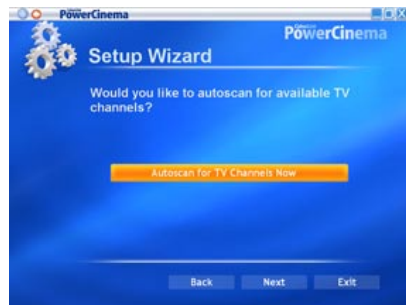 PowerCinema
CyberLink
PowerCinema
Setup Wizard
Would you like to autoscan for available TV
channels?
Autoscan for TV Channels Now
Back Next Exit